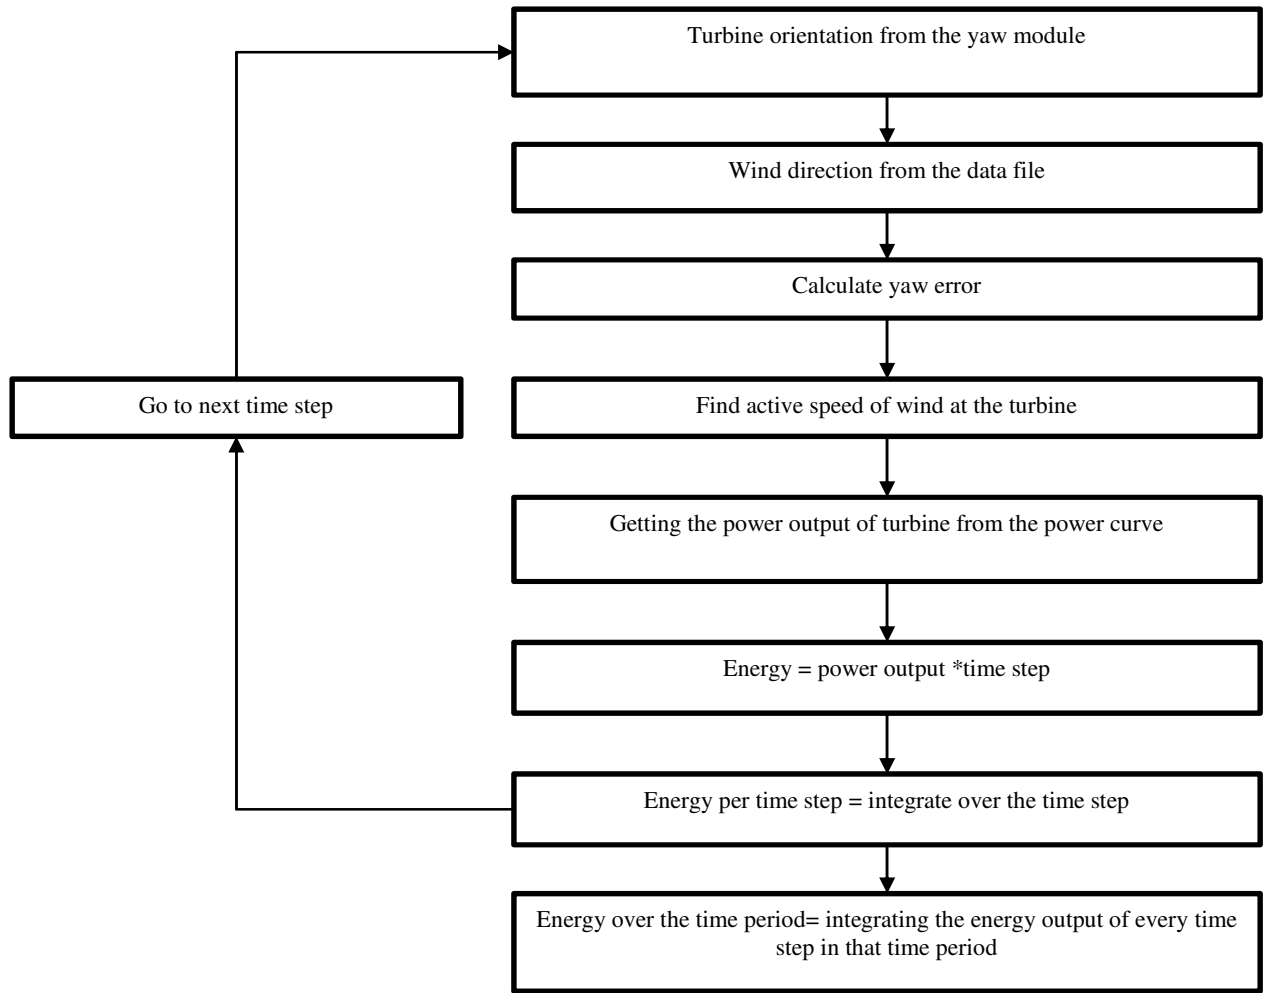 Turbine orientation from the yaw module
Wind direction from the data file
Calculate yaw error
Go to next time step
Find active speed of wind at the turbine
Getting the power output of turbine from the power curve
Energy = power output *time step
Energy per time step = integrate over the time step
Energy over the time period= integrating the energy output of every time
step in that time period